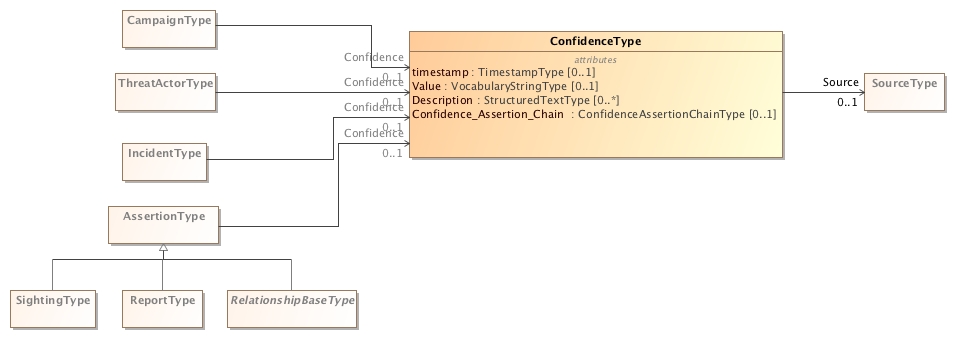 CampaignType
ConfidenceType
attributes
timestamp : TimestampType [0..1]
Value : VocabularyStringType [0..1]
Description : StructuredTextType [0..*]
Confidence_Assertion_Chain : ConfidenceAssertionChainType [0..1]
Confidence
0..1
ThreatActorType
Confidence
0..1
Confidence
0..1
IncidentType
Confidence
0..1
Source
0..1
SourceType
AssertionType
SightingType
ReportType
RelationshipBaseType